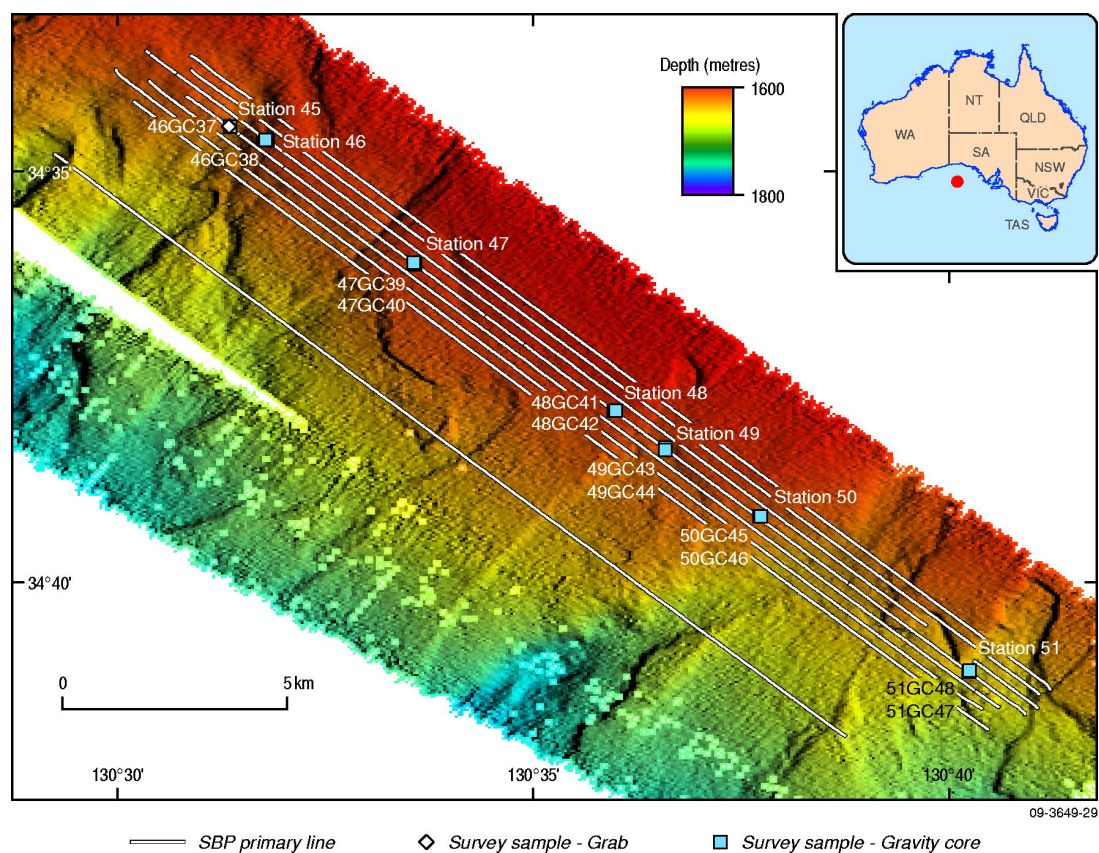 Depth (metres)
1600
1800
NT
QLD
WA
SA
NSW
VIC
TAS
Station 45
46GC37
Station 46
46GC38
34°35'
Station 47
47GC39
47GC40
Station 48
48GC41
48GC42
Station 49
49GC43
49GC44
Station 50
50GC45
50GC46
34°40'
Station 51
51GC48
51GC47
0
5 km
130°30'
130°35'
130°40'
09-3649-29
SBP primary line
Survey sample - Grab
Survey sample - Gravity core